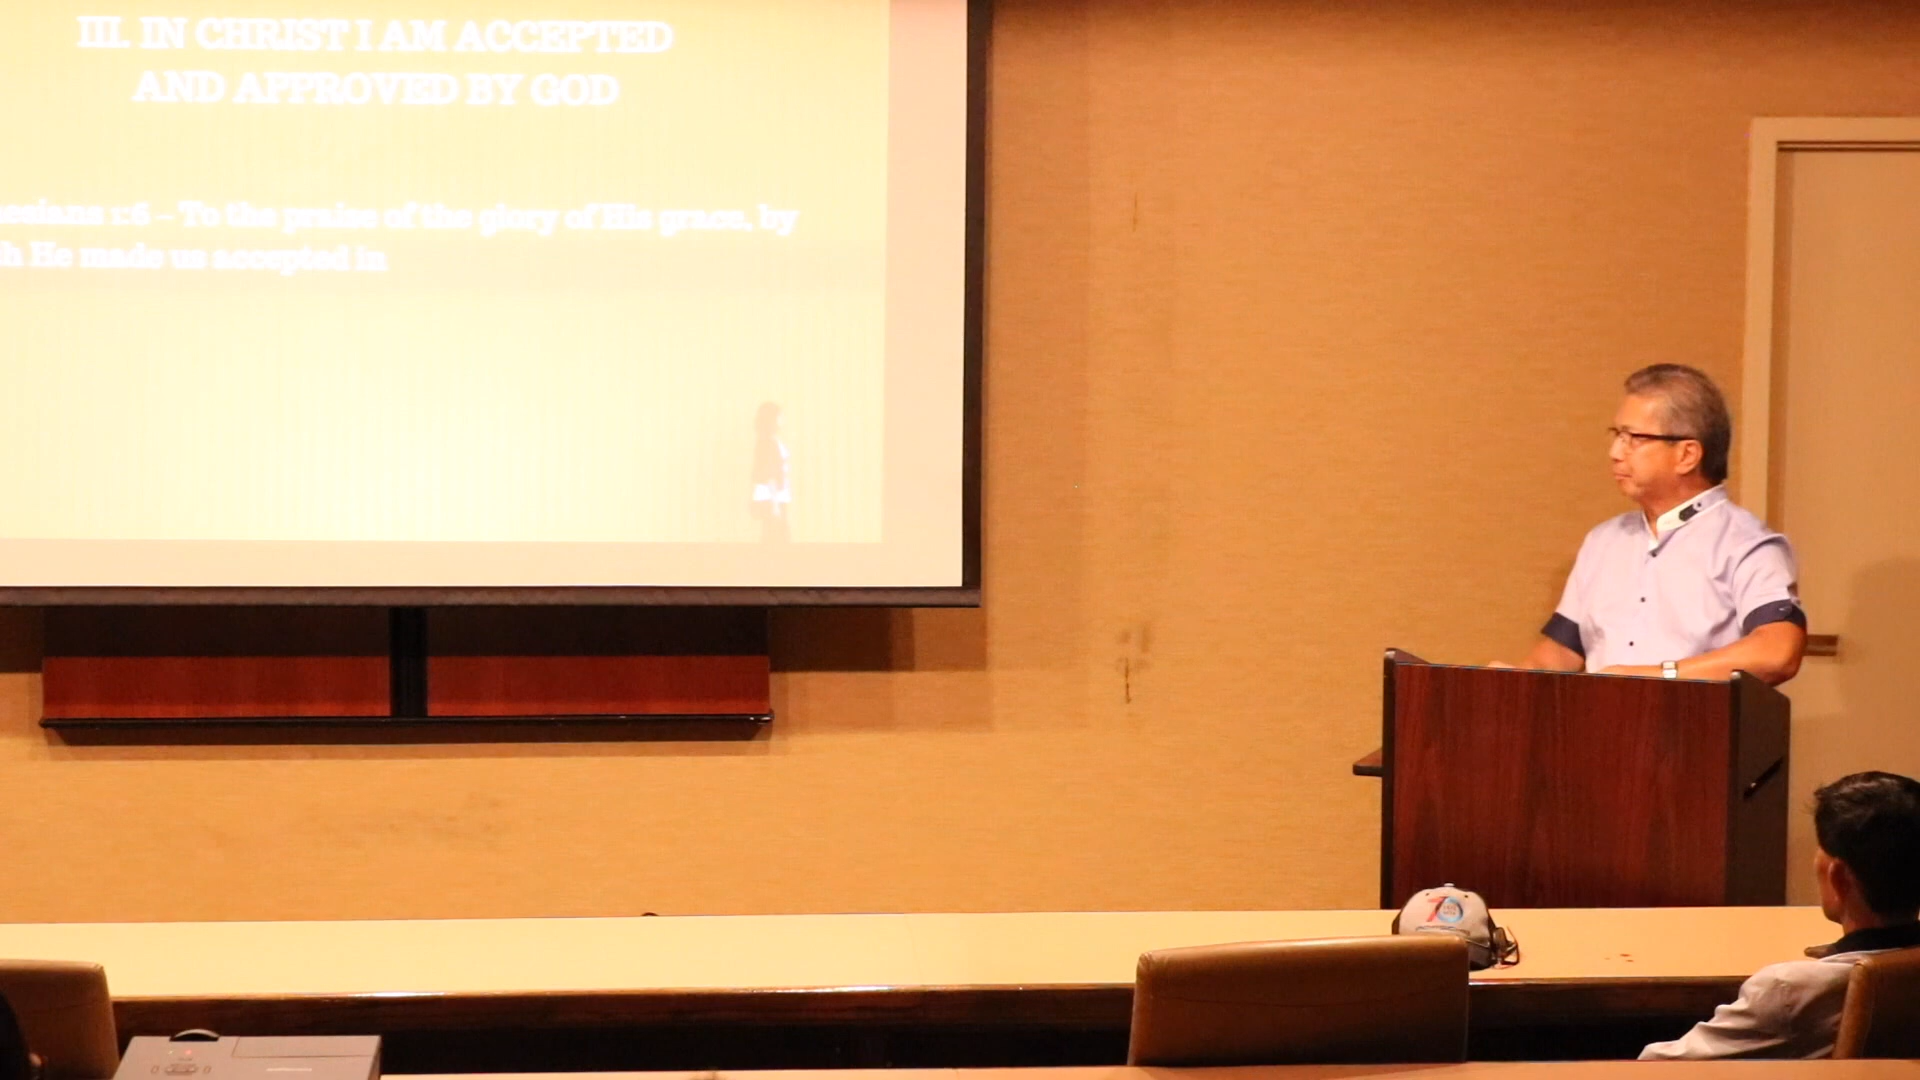 III. IN CHRIST I AM ACCEPTED
AND APPROVED BY GOD
esians 1:6 – To the praise of the glory of His grace, by
h He made us accepted in